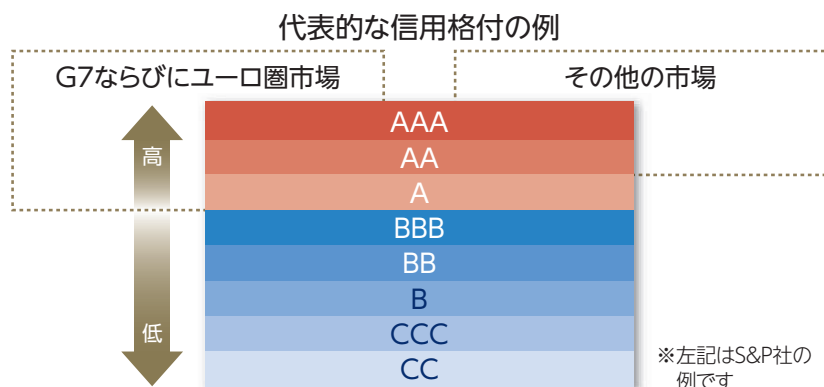 代表的な信用格付の例
G7ならびにユーロ圏市場
その他の市場
高
AAA
AA
A
BBB
BB
B
CCC
CC
低
※左記はS&P社の
例です